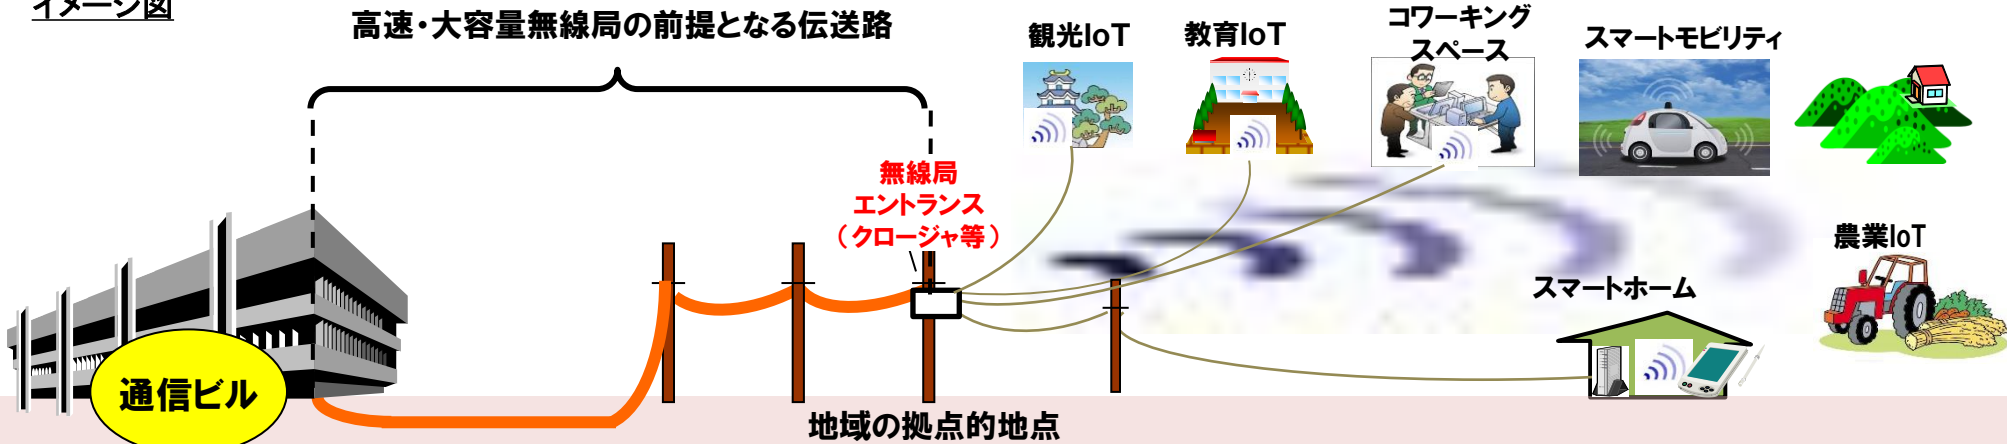 イメージ図
高速・大容量無線局の前提となる伝送路
観光IoT
教育IoT
コワーキング
スペース
スマートモビリティ
無線局
エントランス
（クロージャ等）
農業IoT
スマートホーム
通信ビル
地域の拠点的地点